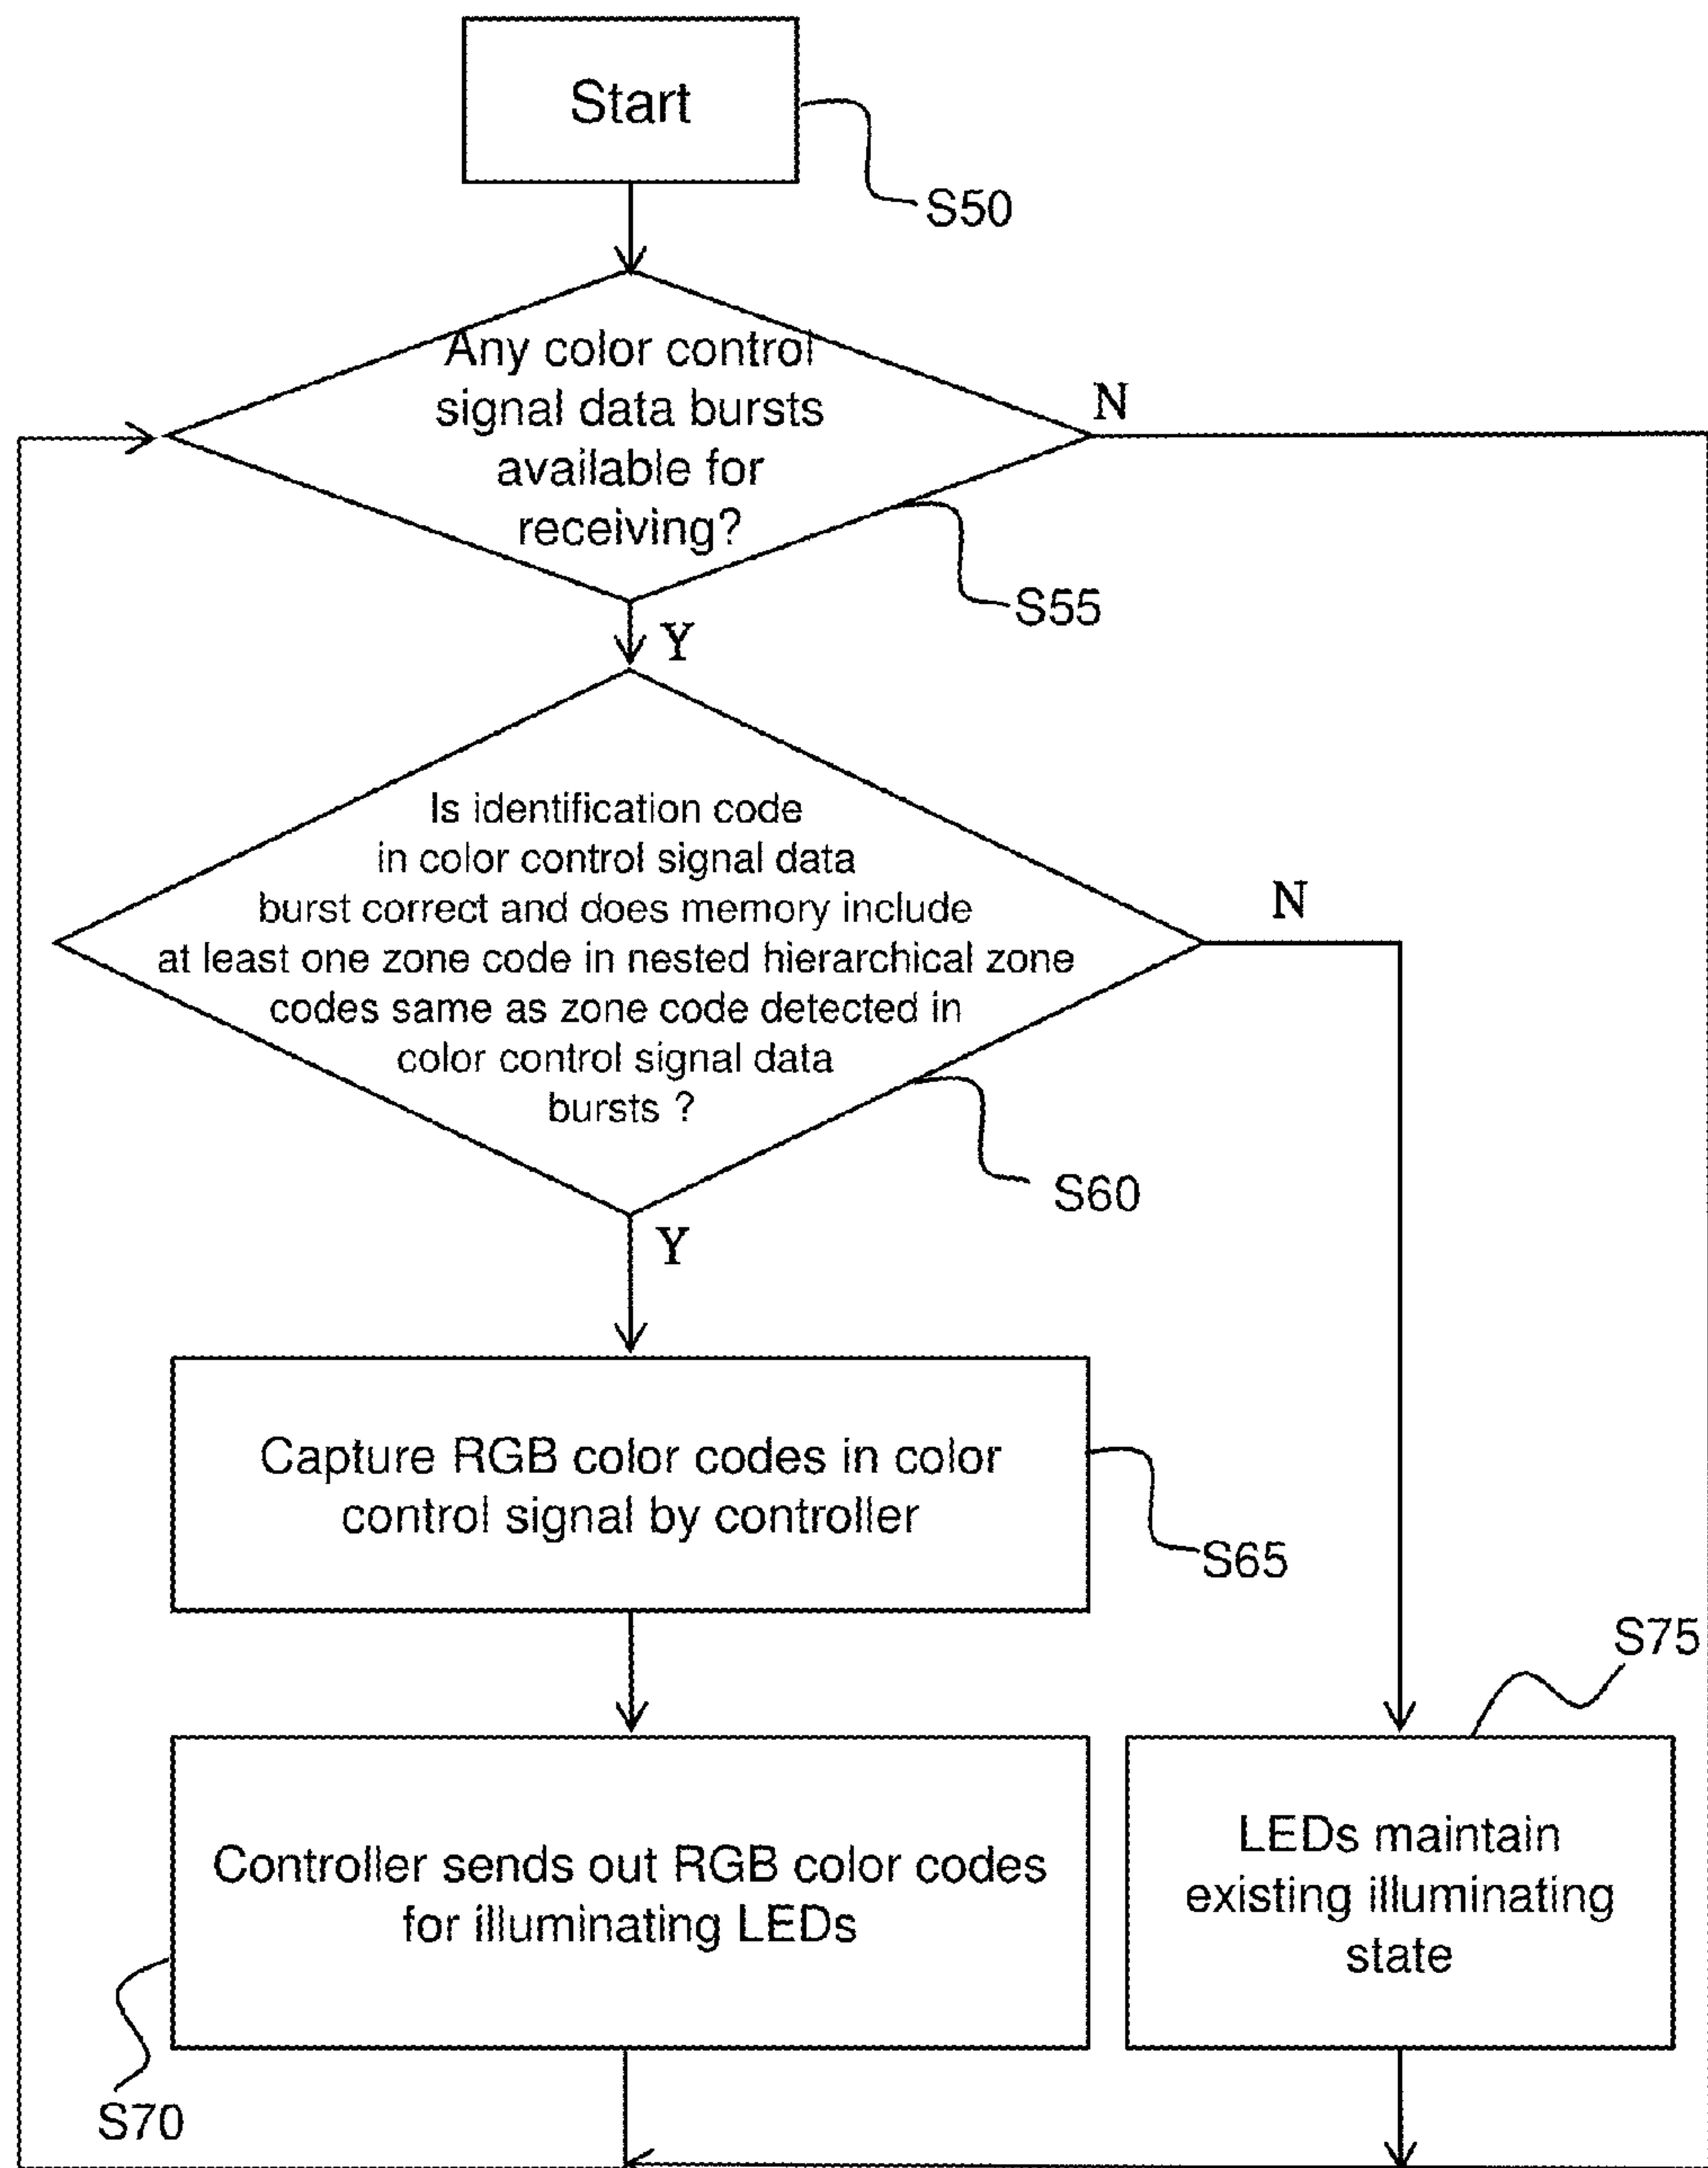 Start
S50
Any color control
signal data bursts
available for
receiving?
N
S55
Y
Is identification code
in color control signal data
burst correct and does memory include
at least one zone code in nested hierarchical zone
codes same as zone code detected in
color control signal data
bursts ?
N
S60
Y
Capture RGB color codes in color
control signal by controller
S65
S75
Controller sends out RGB color codes
for illuminating LEDs
LEDs maintain
existing illuminating
state
S70